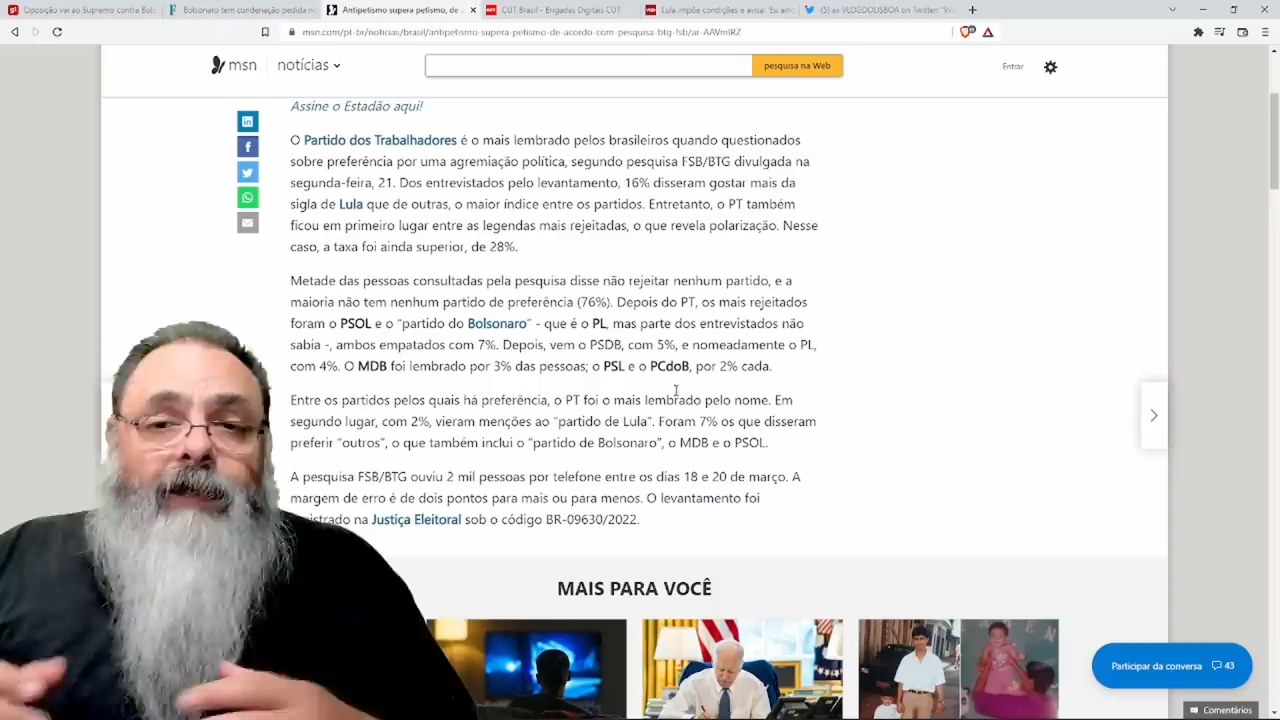 Oposição vai ao Supremo contra Bols
Bolsonaro tem condenação pedida n
Antipetismo supera petismo, de a
CUT Brasil - Brigadas Digitais CUT
Lula impõe condições e avisa: 'Eu
(5) ex VLOGDOLISBOA on Twitter:
msn.com/pt-br/noticias/brasil/antipetismo-supera-petismo-de-acordo-com-pesquisa-btg-fsb/ar-AAVmlRZ
msn notícias pesquisa na Web Entrar
Assine o Estadão aqui!
O Partido dos Trabalhadores é o mais lembrado pelos brasileiros quando questionados
sobre preferência por uma agremiação política, segundo pesquisa FSB/BTG divulgada na
segunda-feira, 21. Dos entrevistados pelo levantamento, 16% disseram gostar mais da
sigla de Lula que de outras, o maior índice entre os partidos. Entretanto, o PT também
ficou em primeiro lugar entre as legendas mais rejeitadas, o que revela polarização. Nesse
caso, a taxa foi ainda superior, de 28%.
Metade das pessoas consultadas pela pesquisa disse não rejeitar nenhum partido, e a
maioria não tem nenhum partido de preferência (76%). Depois do PT, os mais rejeitados
foram o PSOL e o "partido do Bolsonaro" - que é o PL, mas parte dos entrevistados não
sabia -, ambos empatados com 7%. Depois, vem o PSDB, com 5%, e nomeadamente o PL,
com 4%. O MDB foi lembrado por 3% das pessoas; o PSL e o PCdoB, por 2% cada.
Entre os partidos pelos quais há preferência, o PT foi o mais lembrado pelo nome. Em
segundo lugar, com 2%, vieram menções ao "partido de Lula". Foram 7% os que disseram
preferir "outros", o que também inclui o "partido de Bolsonaro", o MDB e o PSOL.
A pesquisa FSB/BTG ouviu 2 mil pessoas por telefone entre os dias 18 e 20 de março. A
margem de erro é de dois pontos para mais ou para menos. O levantamento foi
istrado na Justiça Eleitoral sob o código BR-09630/2022.
MAIS PARA VOCÊ
Participar da conversa 43
Comentários